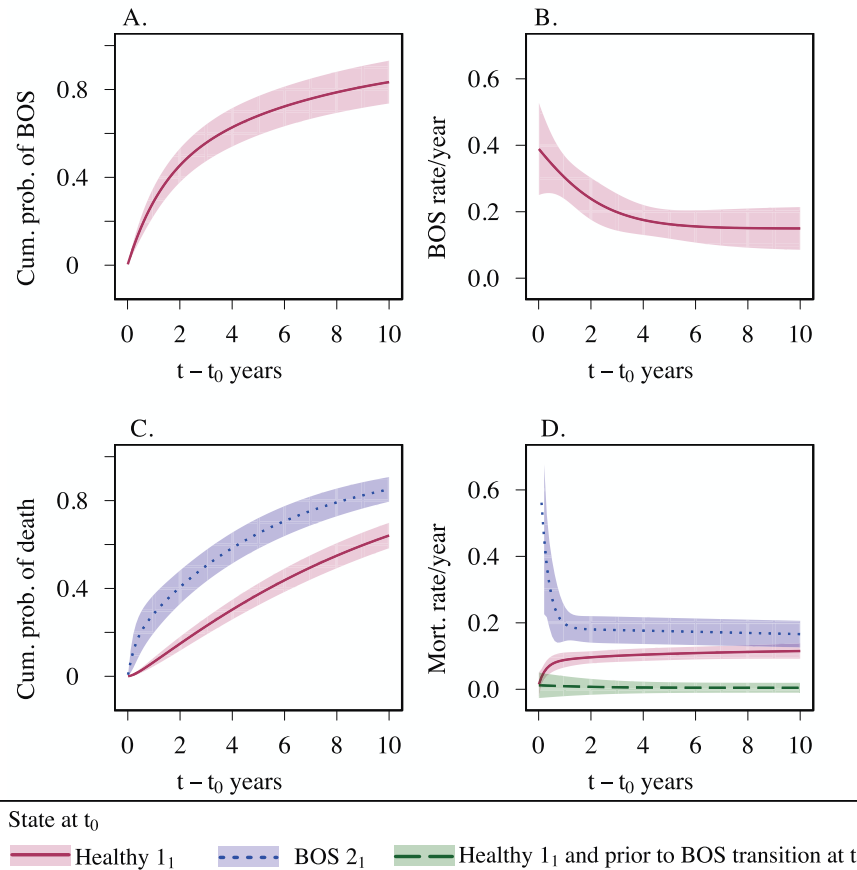 A.
Cum. prob. of BOS
0.8
0.4
0
0 2 4 6 8 10
t − t0 years
B.
BOS rate/year
0.6
0.4
0.2
0.0
0 2 4 6 8 10
t − t0 years
C.
Cum. prob. of death
0.8
0.4
0
0 2 4 6 8 10
t − t0 years
D.
Mort. rate/year
0.6
0.4
0.2
0.0
0 2 4 6 8 10
t − t0 years
State at t0
Healthy 11 BOS 21 Healthy 11 and prior to BOS transition at t